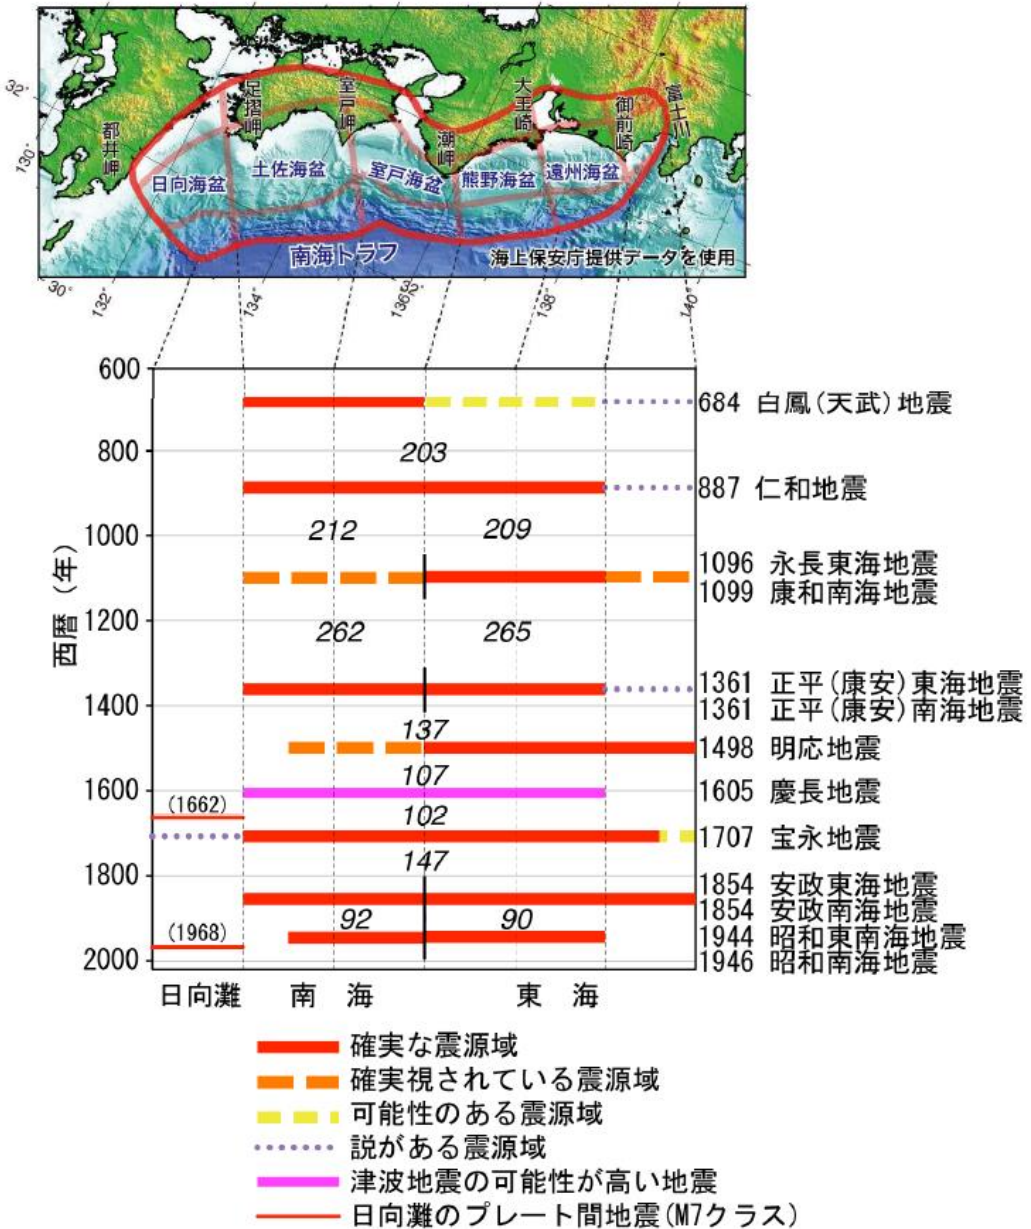 32°
130°
都井岬
足摺岬
室戸岬
潮岬
大王崎
御前崎
富士川
日向海盆
土佐海盆
室戸海盆
熊野海盆
遠州海盆
南海トラフ
海上保安庁提供データを使用
30°
132°
134°
136°
138°
140°
西暦(年)
600
800
1000
1200
1400
1600
1800
2000
684 白鳳(天武)地震
203
887 仁和地震
212
209
1096 永長東海地震
1099 康和南海地震
262
265
1361 正平(康安)東海地震
1361 正平(康安)南海地震
137
1498 明応地震
107
1605 慶長地震
(1662)
102
1707 宝永地震
147
1854 安政東海地震
1854 安政南海地震
(1968)
92
90
1944 昭和東南海地震
1946 昭和南海地震
日向灘
南 海
東 海
確実な震源域
確実視されている震源域
可能性のある震源域
説がある震源域
津波地震の可能性が高い地震
日向灘のプレート間地震(M7クラス)